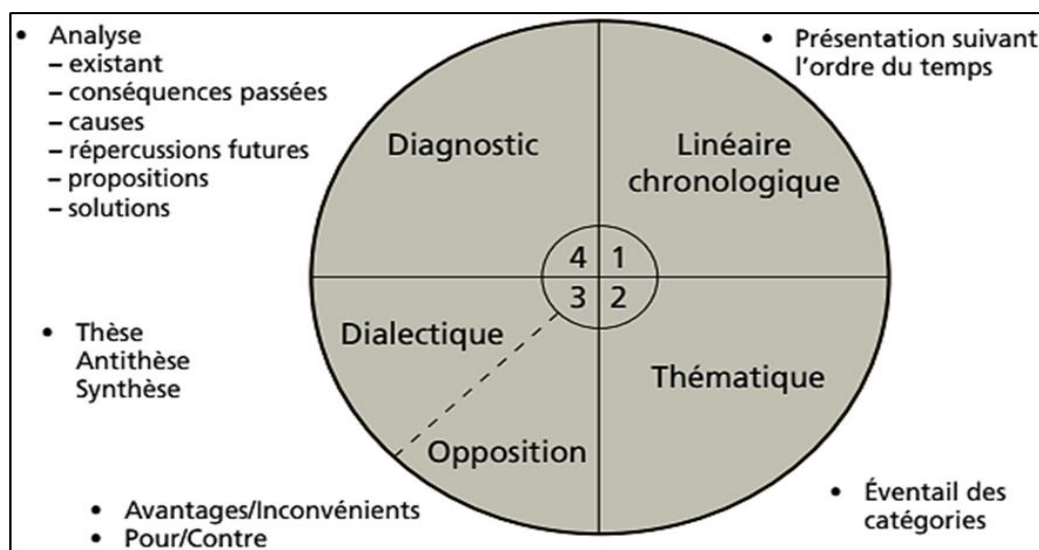 • Analyse
– existant
– conséquences passées
– causes
– répercussions futures
– propositions
– solutions
Diagnostic
Linéaire
chronologique
• Présentation suivant
l'ordre du temps
4 1
3 2
• Thèse
Antithèse
Synthèse
Dialectique
Opposition
Thématique
• Avantages/Inconvénients
• Pour/Contre
• Éventail des
catégories